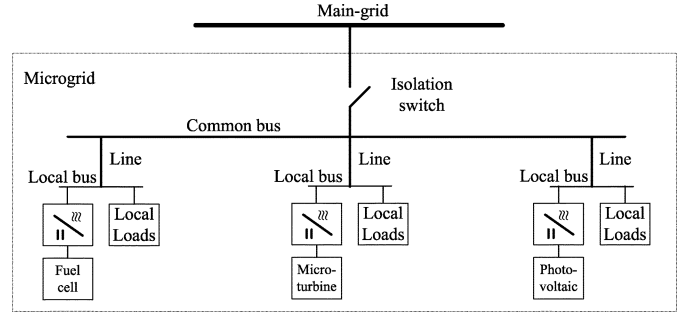 Main-grid
Microgrid
Isolation
switch
Common bus
Line
Line
Line
Local bus
Local bus
Local bus
Local
Loads
Local
Loads
Local
Loads
Fuel
cell
Micro-
turbine
Photo-
voltaic